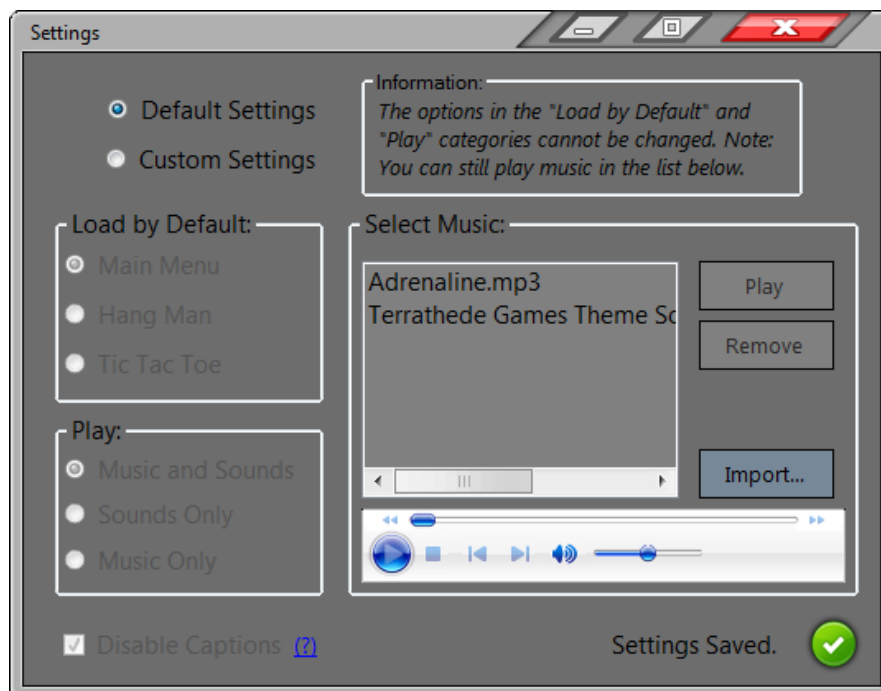 Settings
Default Settings
Custom Settings
Information:
The options in the "Load by Default" and
"Play" categories cannot be changed. Note:
You can still play music in the list below.
Load by Default:
Main Menu
Hang Man
Tic Tac Toe
Select Music:
Adrenaline.mp3
Terrathede Games Theme
Play
Remove
Import...
Play:
Music and Sounds
Sounds Only
Music Only
Disable Captions (?)
Settings Saved.